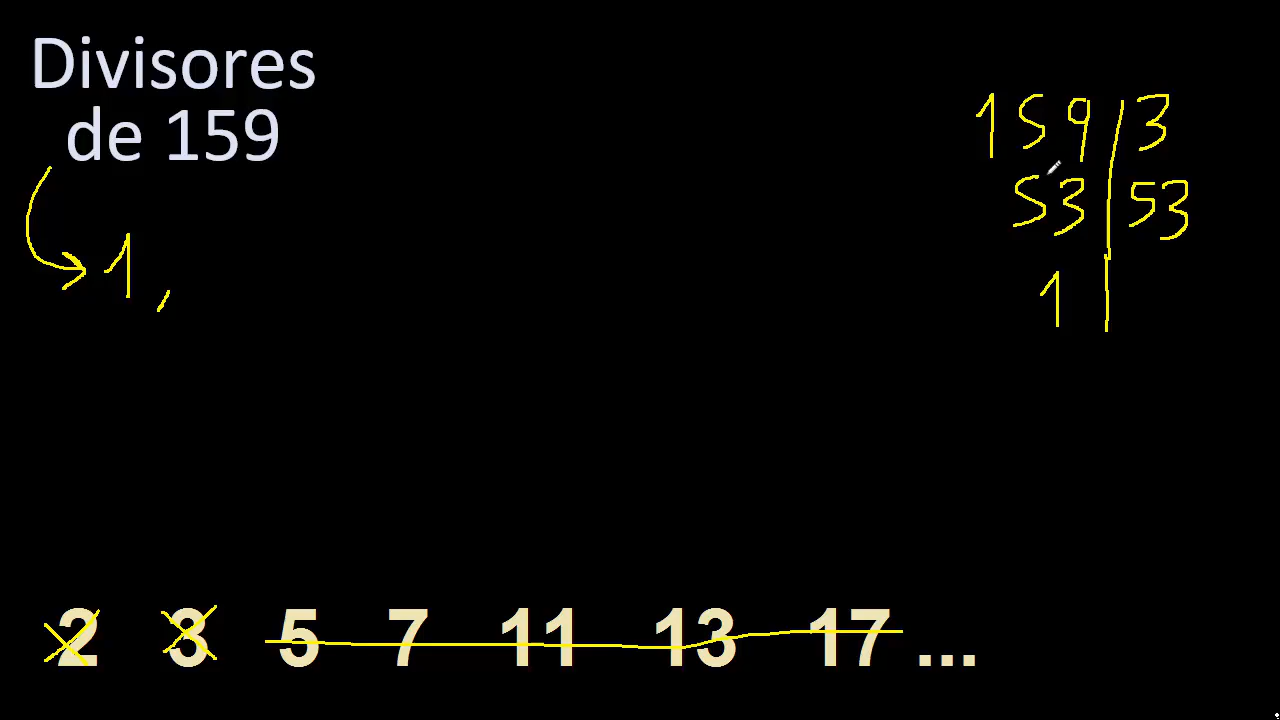 Divisores
de 159
1,
159 | 3
53 | 53
1 |
2 3 5 7 11 13 17 ...